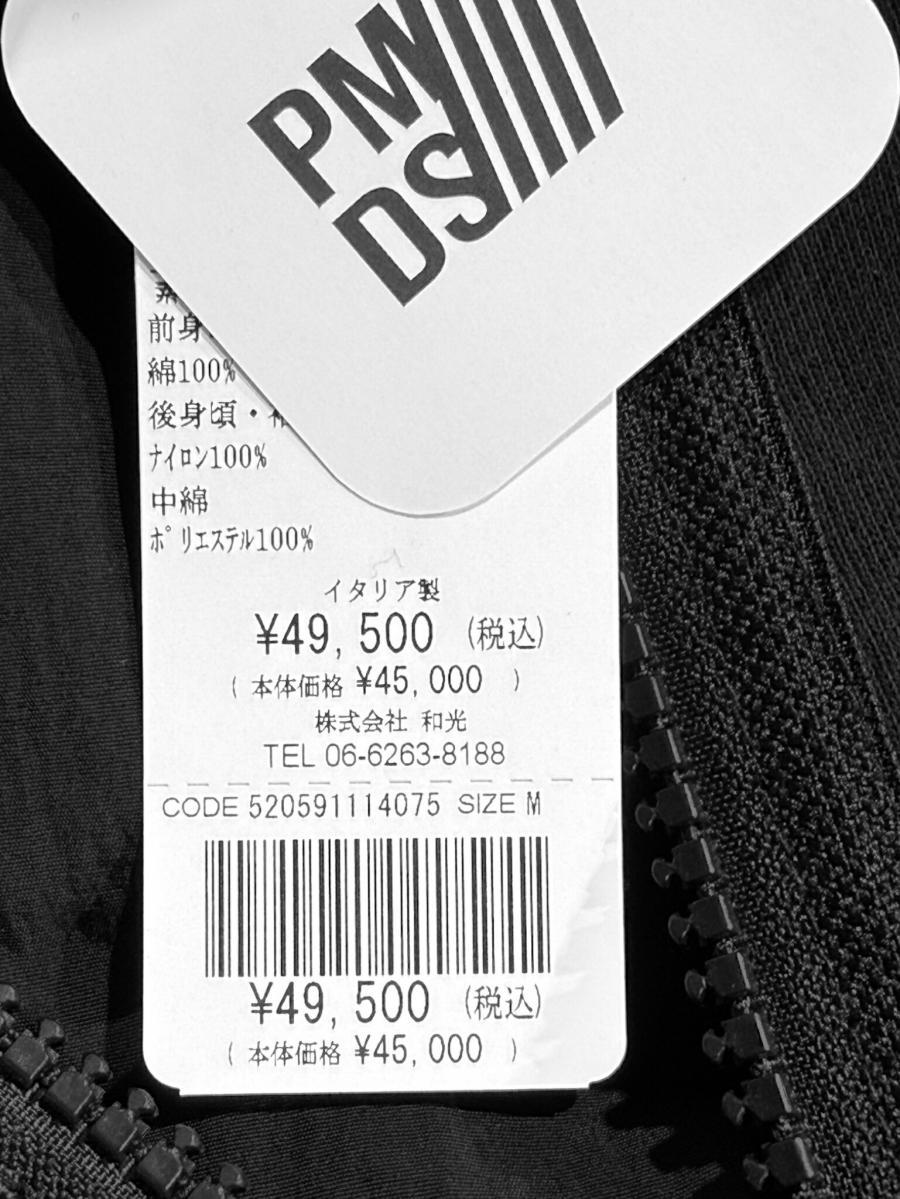 PM
DS
素
前身
綿100%
後身頃・
ナイロン100%
中綿
ポリエステル100%
イタリア製
¥49,500 (税込)
(本体価格 ¥45,000 )
株式会社 和光
TEL 06-6263-8188
CODE 520591114075 SIZE M
¥49,500 (税込)
(本体価格 ¥45,000 )